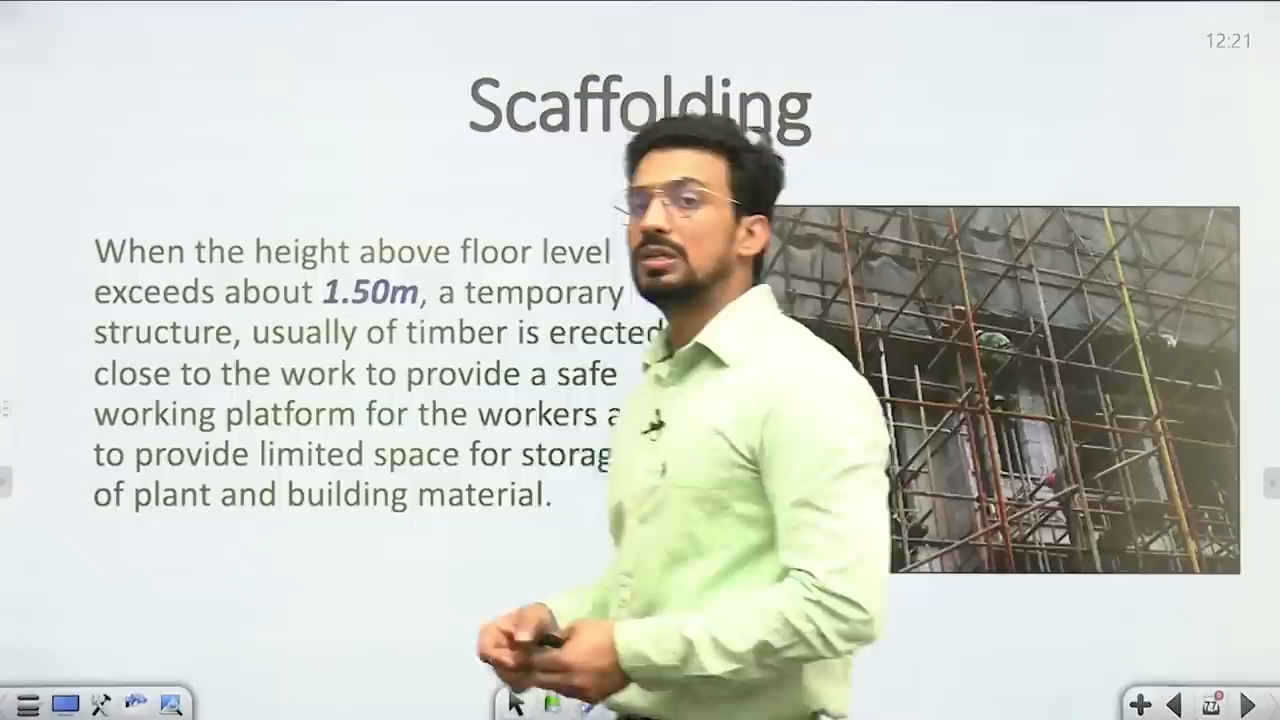 12:21
Scaffolding
When the height above floor level
exceeds about 1.50m, a temporary
structure, usually of timber is erected
close to the work to provide a safe
working platform for the workers
to provide limited space for
of plant and building material.
77